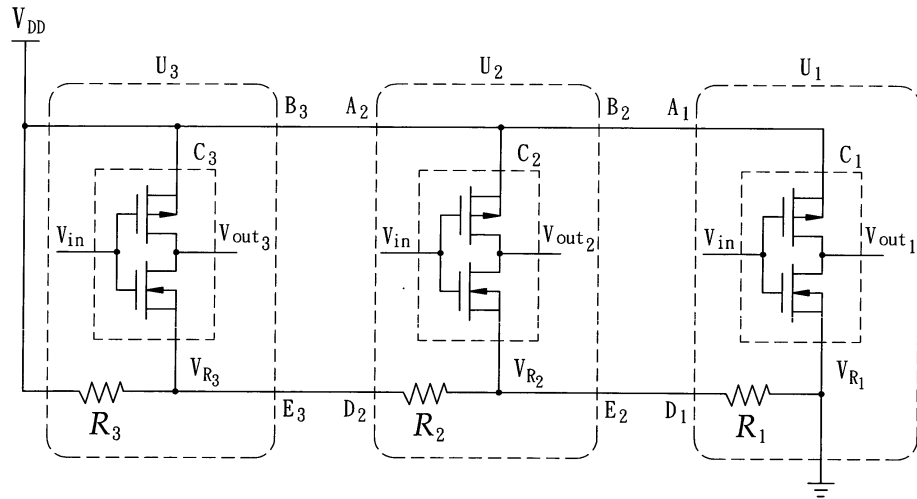 V_DD
U_3
U_2
U_1
B_3
A_2
B_2
A_1
C_3
C_2
C_1
V_in
V_out_3
V_in
V_out_2
V_in
V_out_1
V_R_3
V_R_2
V_R_1
R_3
E_3
D_2
R_2
E_2
D_1
R_1